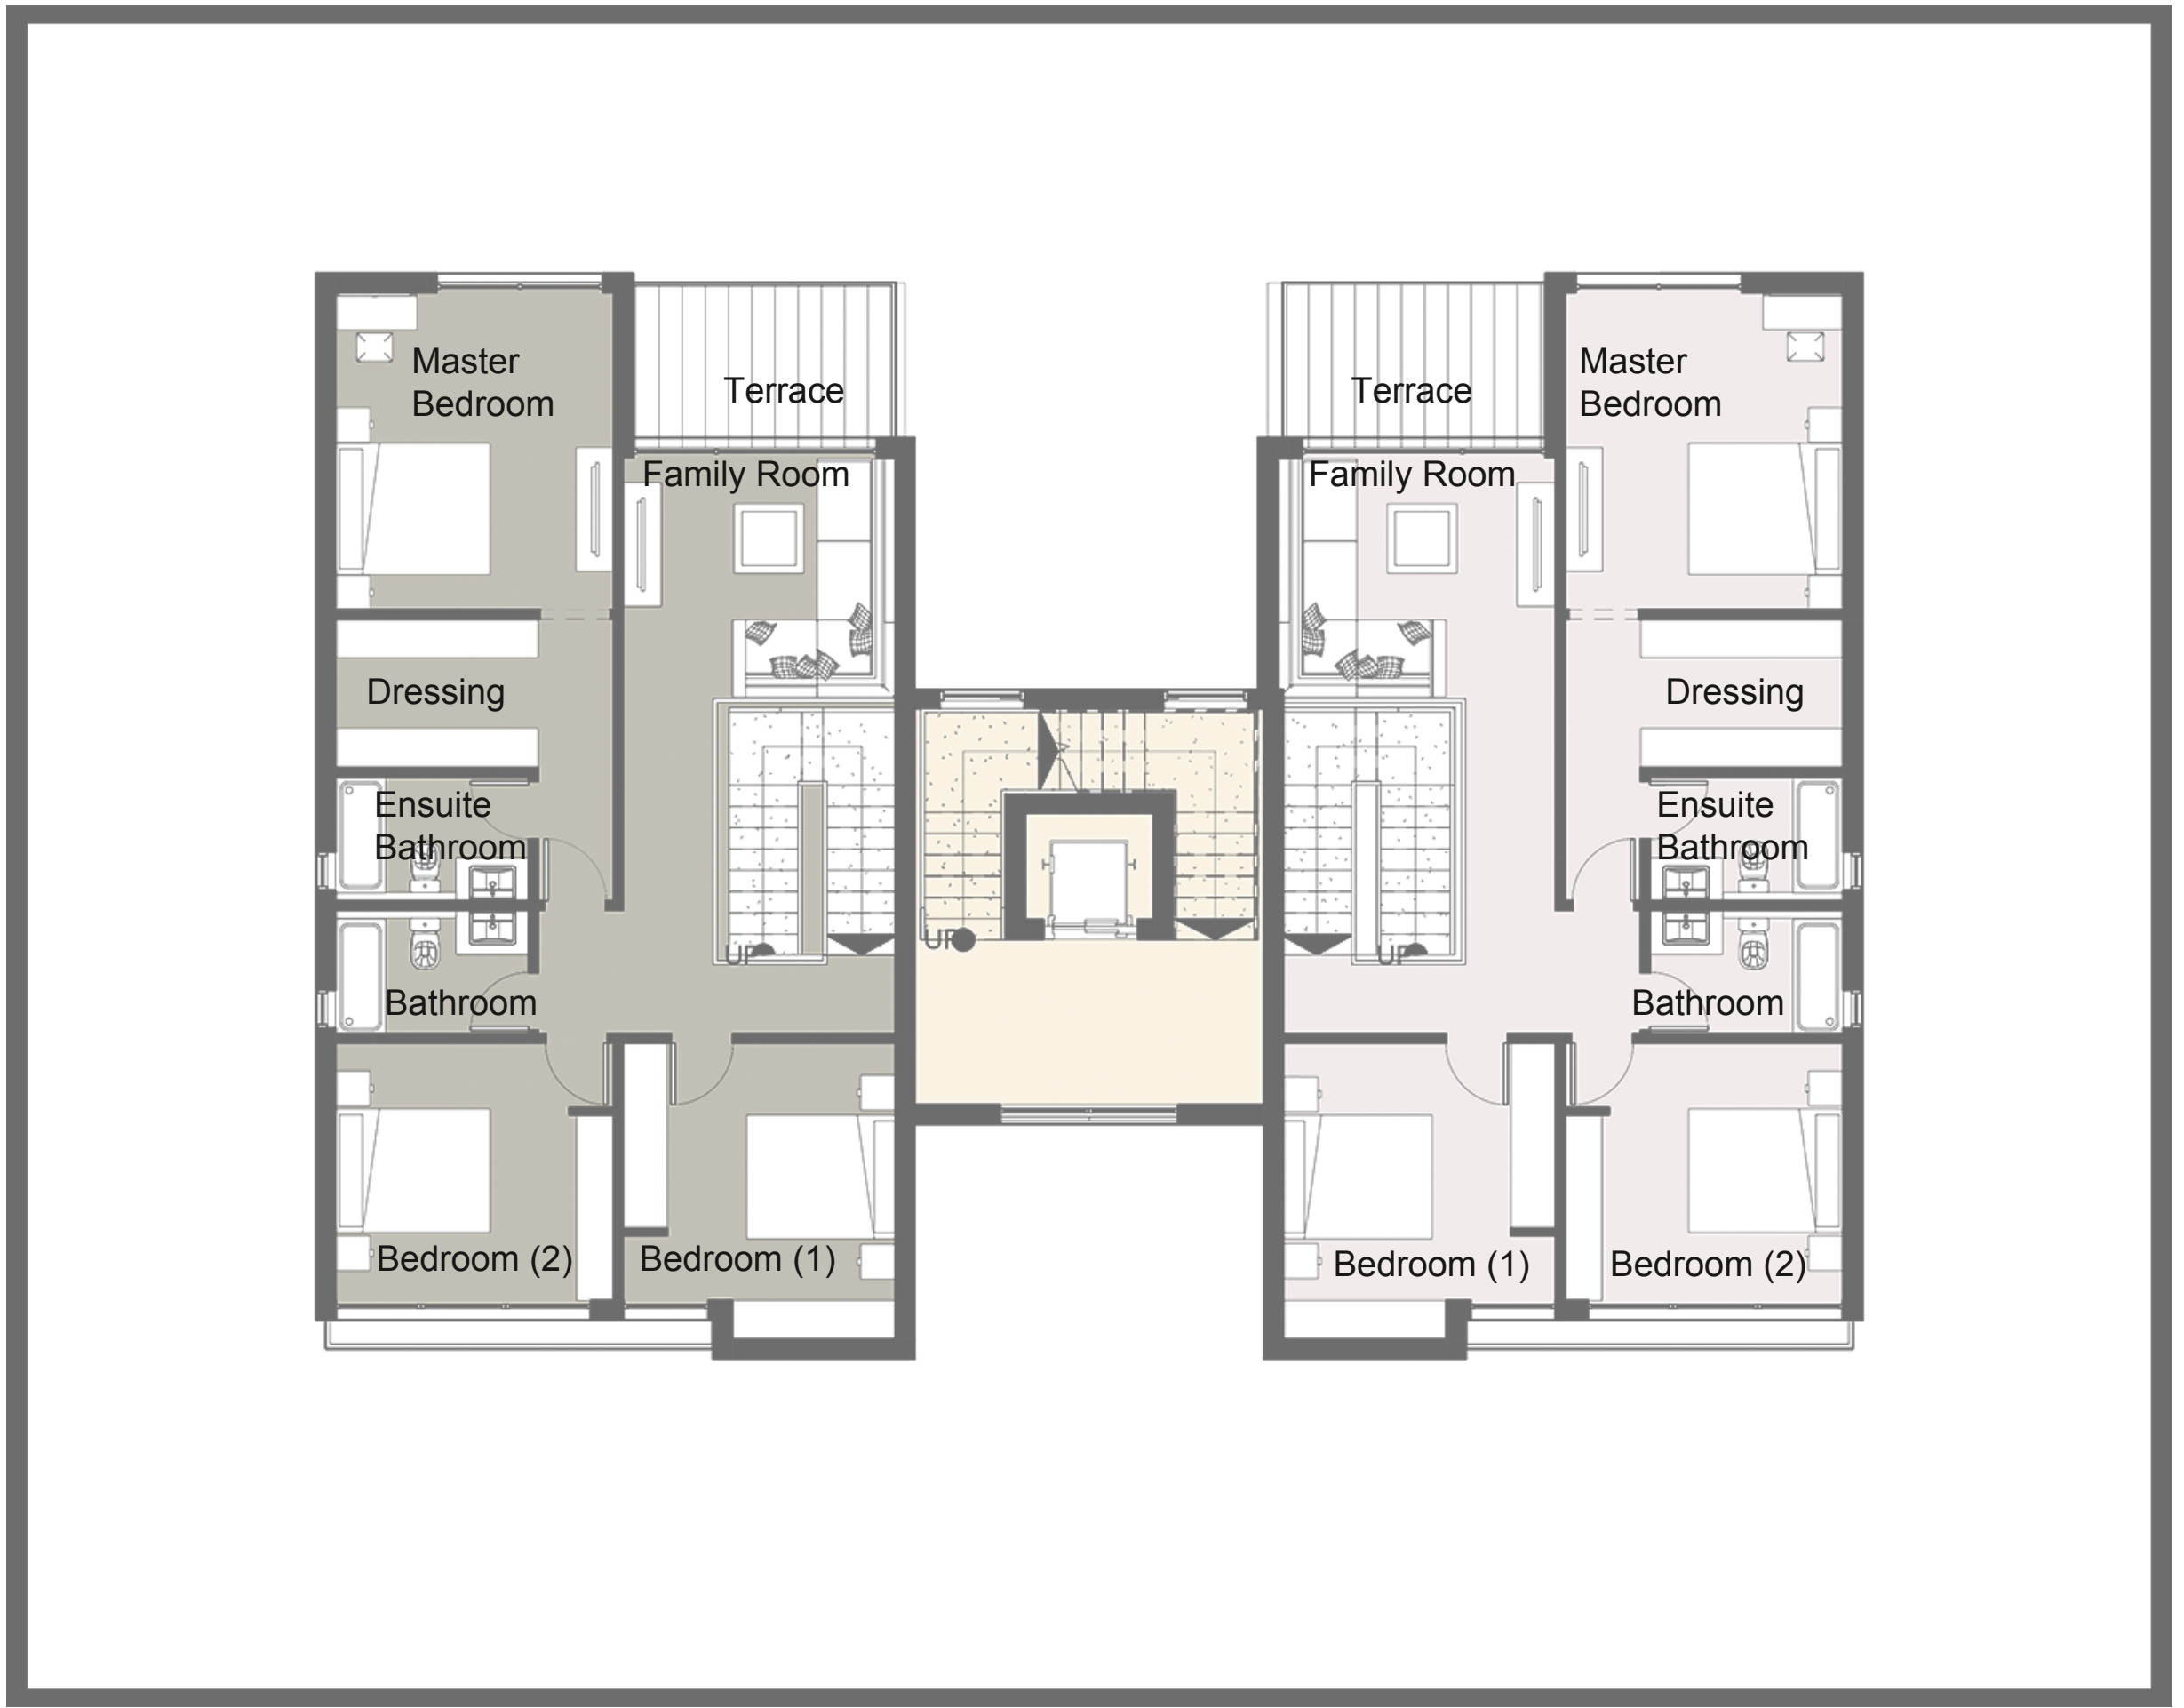 Master
Bedroom
Terrace
Family Room
Dressing
Ensuite
Bathroom
UP
Bathroom
Bedroom (2)
Bedroom (1)
UP
Terrace
Master
Bedroom
Family Room
Dressing
Ensuite
Bathroom
UP
Bathroom
Bedroom (1)
Bedroom (2)